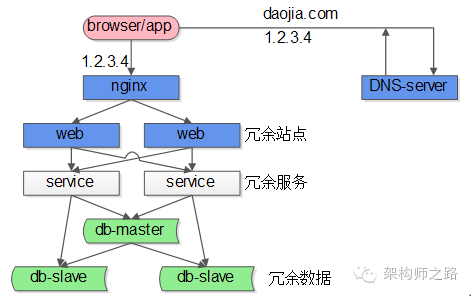 daojia.com
browser/app
1.2.3.4
1.2.3.4
nginx
DNS-server
web
web
冗余站点
service
service
冗余服务
db-master
db-slave
db-slave
冗余数据
架构师之路